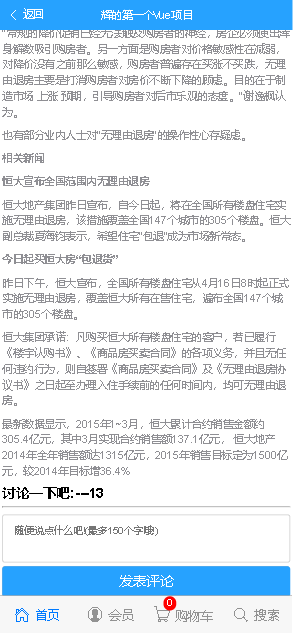 返回 辉的第一个Vue项目
"常规的降价促销已经无法触及购房者的神经，房企必须使出浑
身解数吸引购房者。另一方面是购房者对价格敏感性在减弱，
对降价没有之前那么敏感，购房者普遍存在买涨不买跌，无理
由退房主要是打消购房者对房价不断下降的顾虑。目的在于制
造市场 上涨 预期，引导购房者对后市乐观的态度。"谢逸枫认
为。
也有部分业内人士对"无理由退房"的操作性心存疑虑。
相关新闻
恒大宣布全国范围内无理由退房
恒大地产集团昨日宣布，自今日起，将在全国所有楼盘住宅实
施无理由退房，该措施覆盖全国147个城市的305个楼盘。恒大
副总裁夏海钧表示，希望住宅"包退"成为市场新常态。
今日起买恒大房“包退货”
昨日下午，恒大宣布，全国所有楼盘住宅从4月16日8时起正式
实施无理由退房，覆盖恒大所有在售住宅，遍布全国147个城
市的305个楼盘。
恒大集团承诺：凡购买恒大所有楼盘住宅的客户，若已履行
《楼宇认购书》、《商品房买卖合同》的各项义务，并且无任
何违约行为，则自签署《商品房买卖合同》及《无理由退房协
议书》之日起至办理入住手续前的任何时间内，均可无理由退
房。
最新数据显示，2015年1~3月，恒大累计合约销售金额约
305.4亿元，其中3月实现合约销售额137.1亿元， 恒大地产
2014年全年销售额达1315亿元，2015年销售目标定为1500亿
元，较2014年目标增36.4%
讨论一下吧:---13
随便说点什么吧(最多150个字哦!)
发表评论
0
首页 会员 购物车 搜索